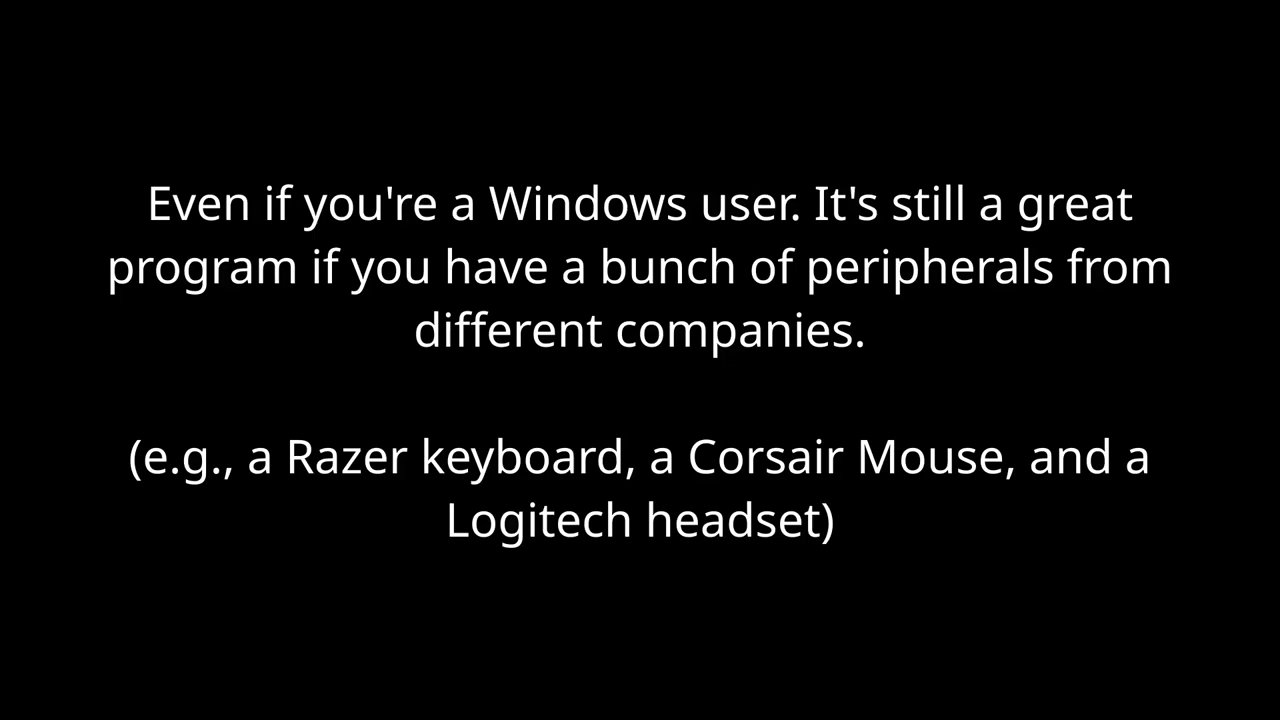 Even if you're a Windows user. It's still a great
program if you have a bunch of peripherals from
different companies.
(e.g., a Razer keyboard, a Corsair Mouse, and a
Logitech headset)